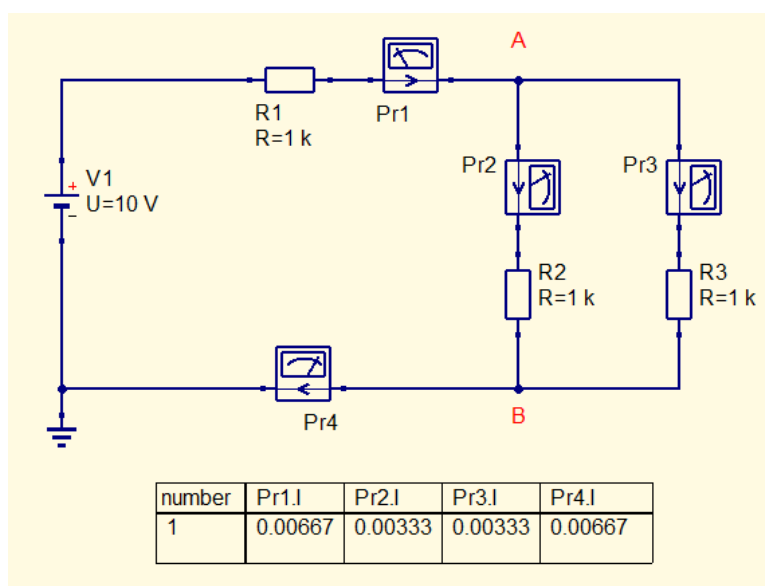 A
R1
R=1 k
Pr1
Pr2
Pr3
+
V1
U=10 V
−
R2
R=1 k
R3
R=1 k
Pr4
B
number Pr1.I Pr2.I Pr3.I Pr4.I
1 0.00667 0.00333 0.00333 0.00667